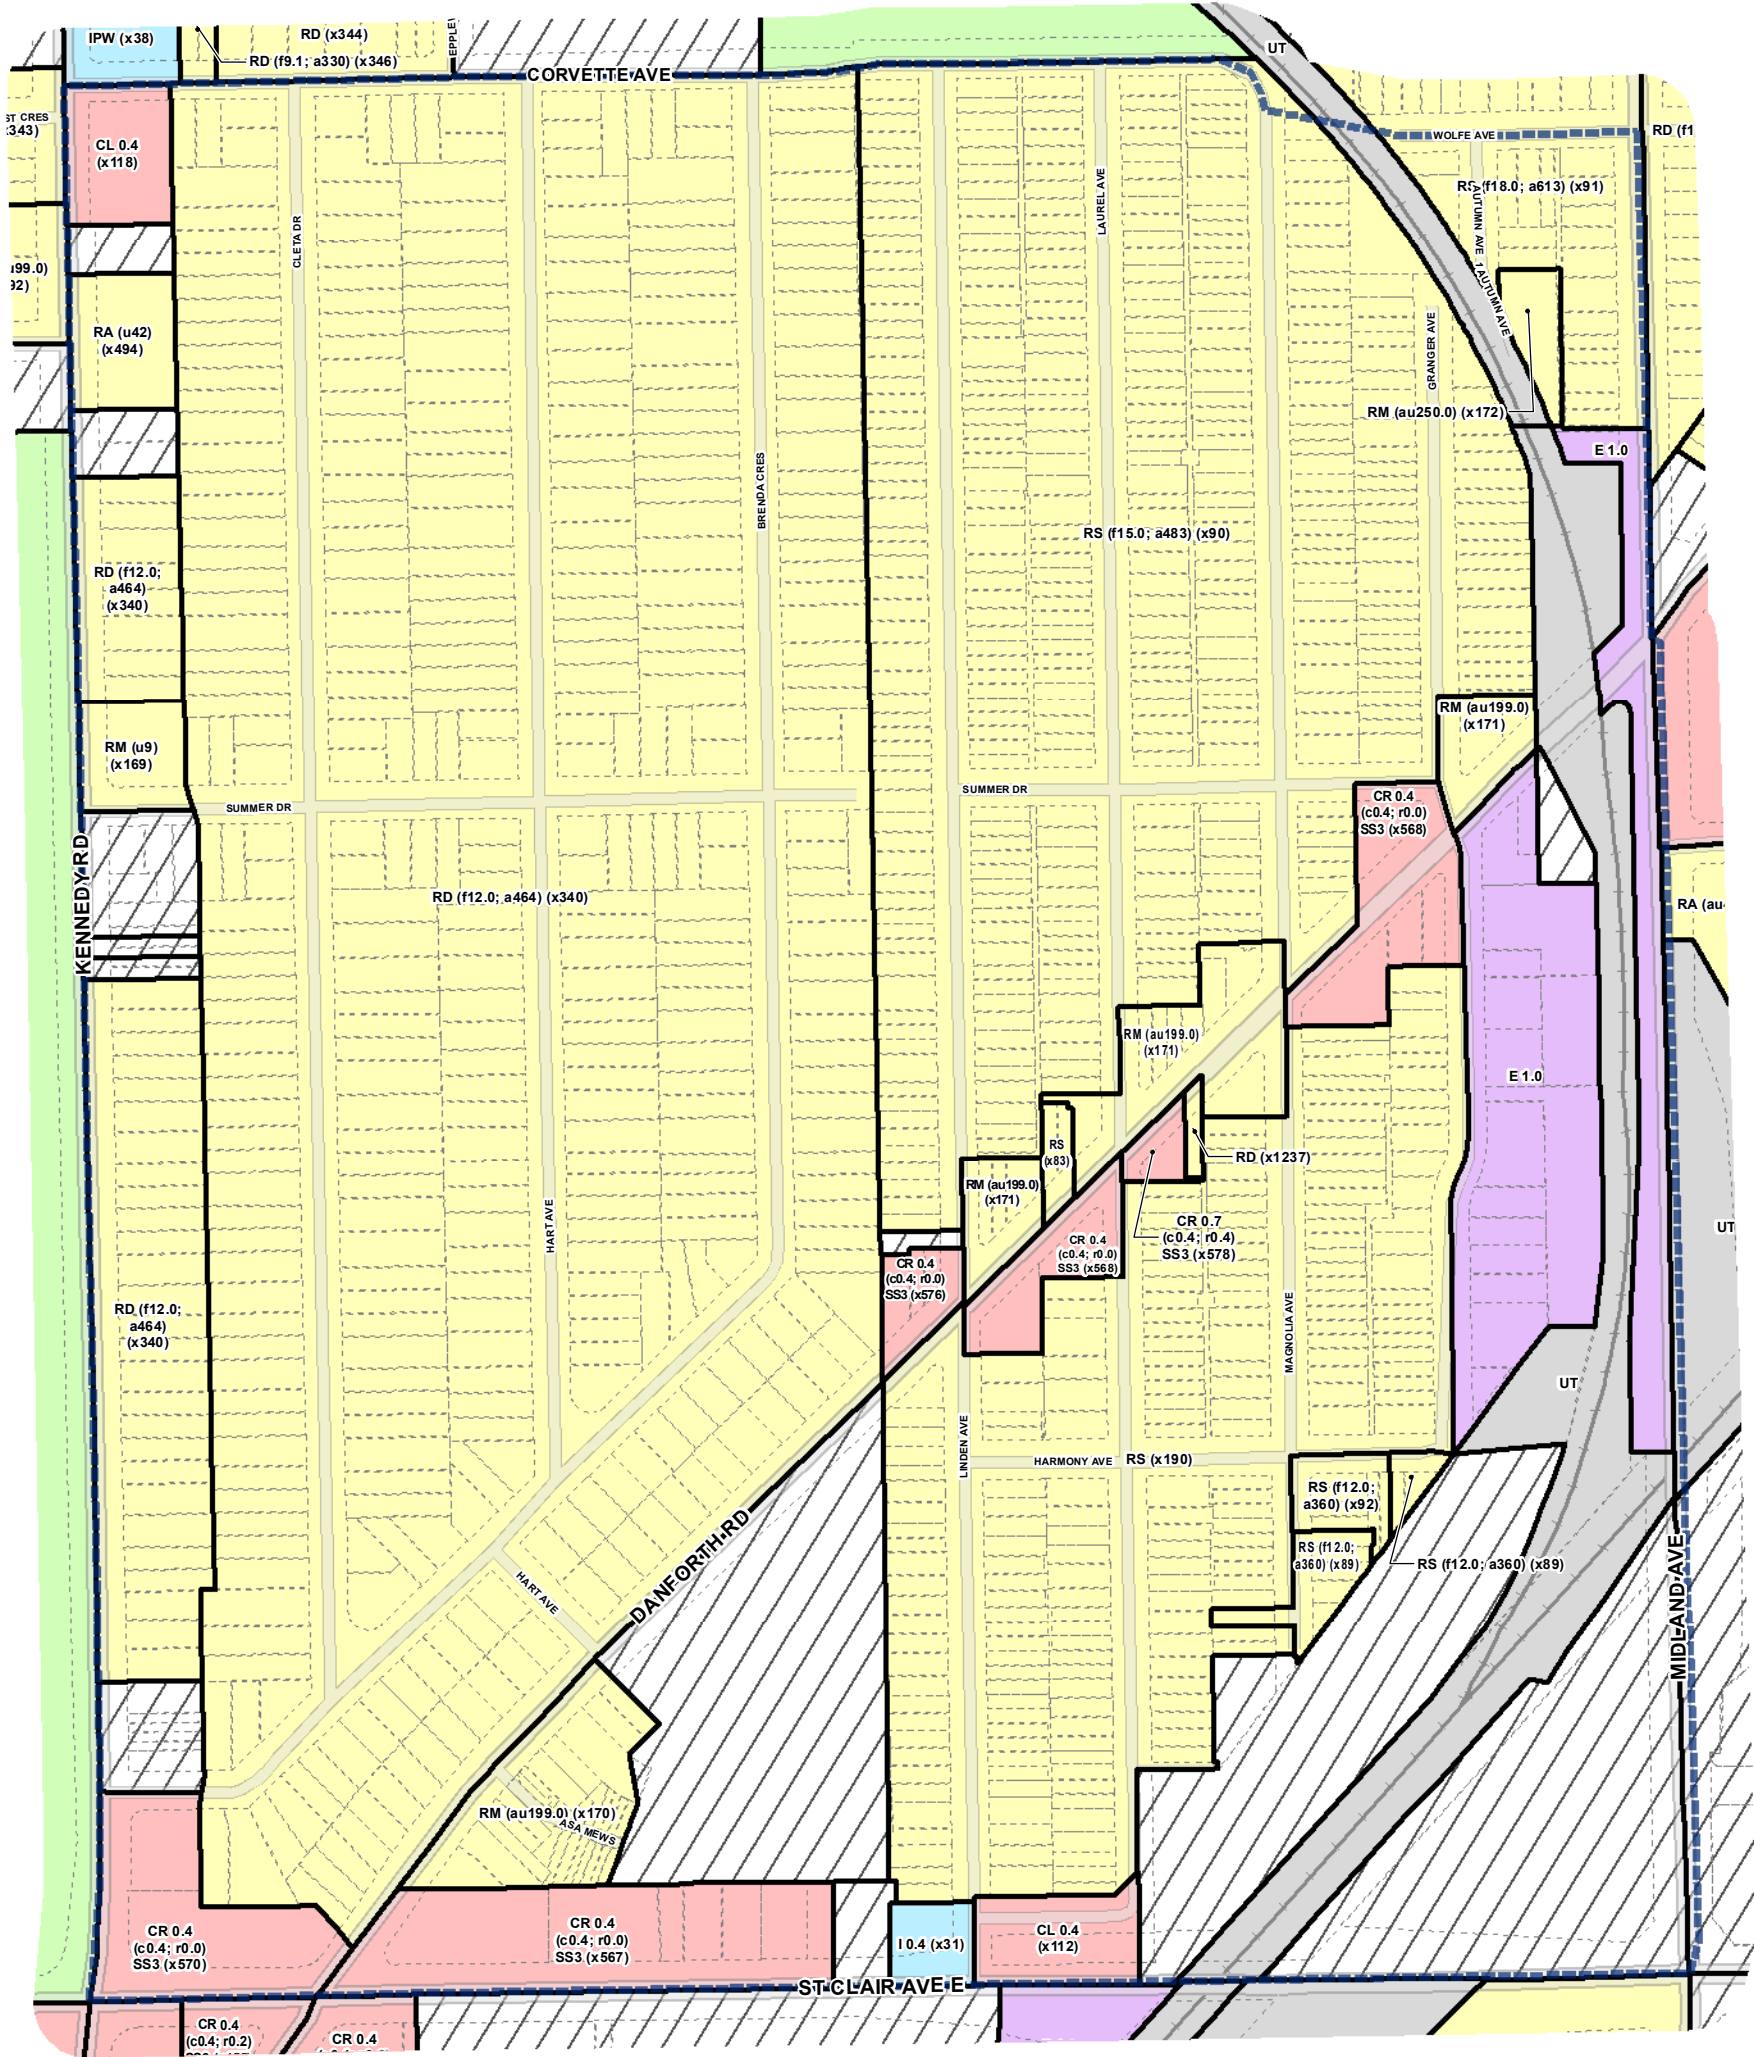 IPW (x38)
RD (x344)
RD (f9.1; a330) (x346)
CORVETTE AVE
UT
WOLFE AVE
RD (f1
ST CRES
CL 0.4
(x118)
RS (f18.0; a613) (x91)
LAUREL AVE
CLETA DR
AUTUMN AVE
AUTUMN AVE
RA (u42)
(x494)
GRANGER AVE
RM (au250.0) (x172)
E 1.0
BRENDA CRES
RS (f15.0; a483) (x90)
RD (f12.0;
a464)
(x340)
RM (au199.0)
(x171)
RM (u9)
(x169)
SUMMER DR
SUMMER DR
CR 0.4
(c0.4; r0.0)
SS3 (x568)
KENNEDY RD
RD (f12.0; a464) (x340)
RA (au
RM (au199.0)
(x171)
E 1.0
RS
(x83)
RD (x1237)
RM (au199.0)
(x171)
HART AVE
CR 0.7
(c0.4; r0.4)
SS3 (x578)
UT
CR 0.4
(c0.4; r0.0)
SS3 (x568)
CR 0.4
(c0.4; r0.0)
SS3 (x576)
RD (f12.0;
a464)
(x340)
MAGNOLIA AVE
UT
LINDEN AVE
HARMONY AVE
RS (x190)
RS (f12.0;
a360) (x92)
RS (f12.0;
a360) (x89)
RS (f12.0; a360) (x89)
DANFORTH RD
HART AVE
MIDLAND AVE
RM (au199.0) (x170)
ASA MEWS
CR 0.4
(c0.4; r0.0)
SS3 (x570)
CR 0.4
(c0.4; r0.0)
SS3 (x567)
I 0.4 (x31)
CL 0.4
(x112)
ST CLAIR AVE E
CR 0.4
(c0.4; r0.2)
CR 0.4